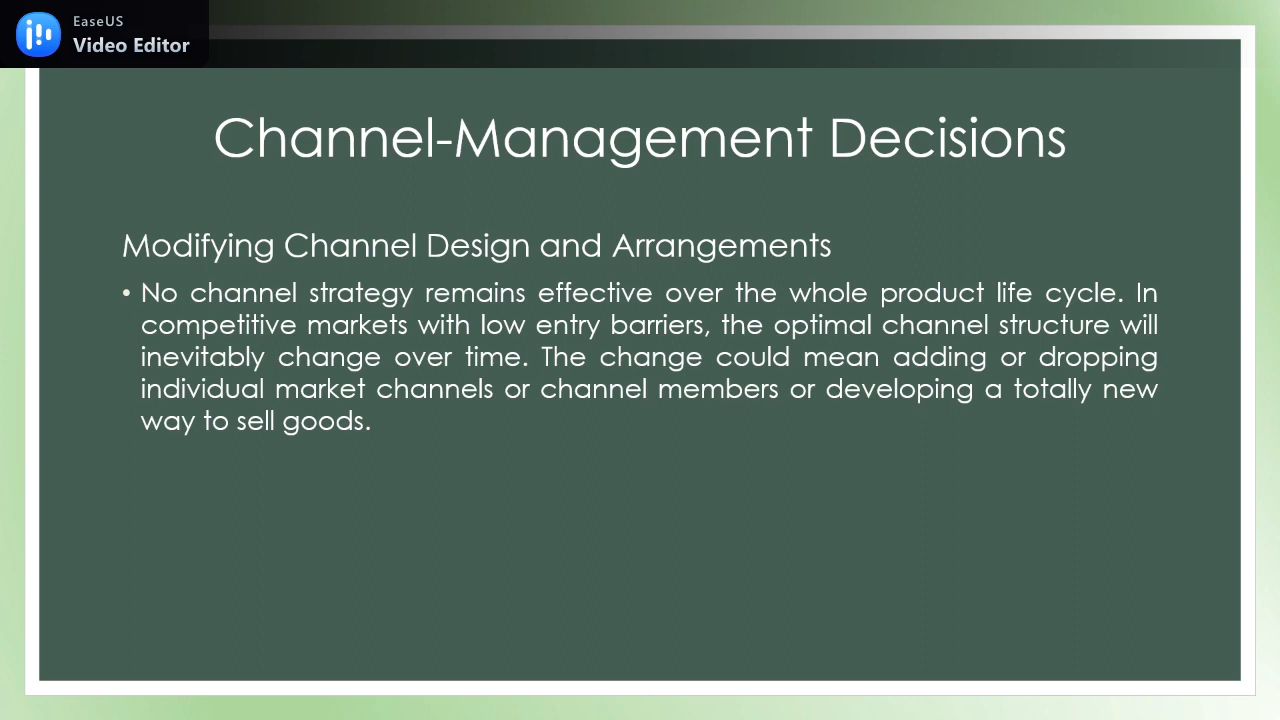 EaseUS
Video Editor
Channel-Management Decisions
Modifying Channel Design and Arrangements
• No channel strategy remains effective over the whole product life cycle. In
competitive markets with low entry barriers, the optimal channel structure will
inevitably change over time. The change could mean adding or dropping
individual market channels or channel members or developing a totally new
way to sell goods.